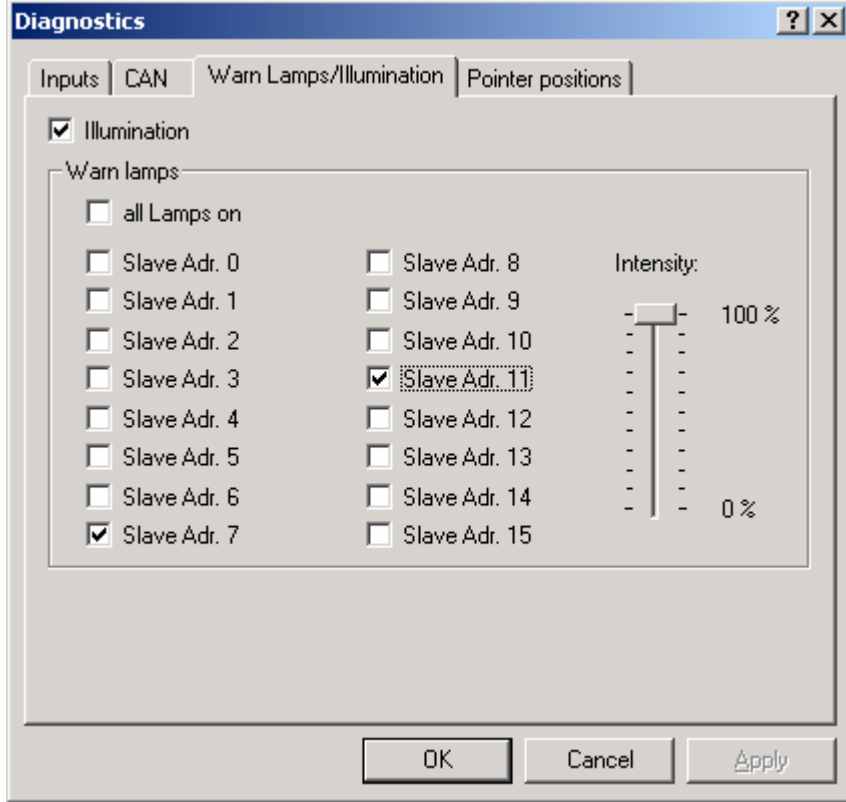 Diagnostics
Inputs CAN Warn Lamps/Illumination Pointer positions
Illumination
Warn lamps
all Lamps on
Slave Adr. 0 Slave Adr. 8 Intensity:
Slave Adr. 1 Slave Adr. 9 100 %
Slave Adr. 2 Slave Adr. 10
Slave Adr. 3 Slave Adr. 11
Slave Adr. 4 Slave Adr. 12
Slave Adr. 5 Slave Adr. 13
Slave Adr. 6 Slave Adr. 14 0 %
Slave Adr. 7 Slave Adr. 15
OK Cancel Apply